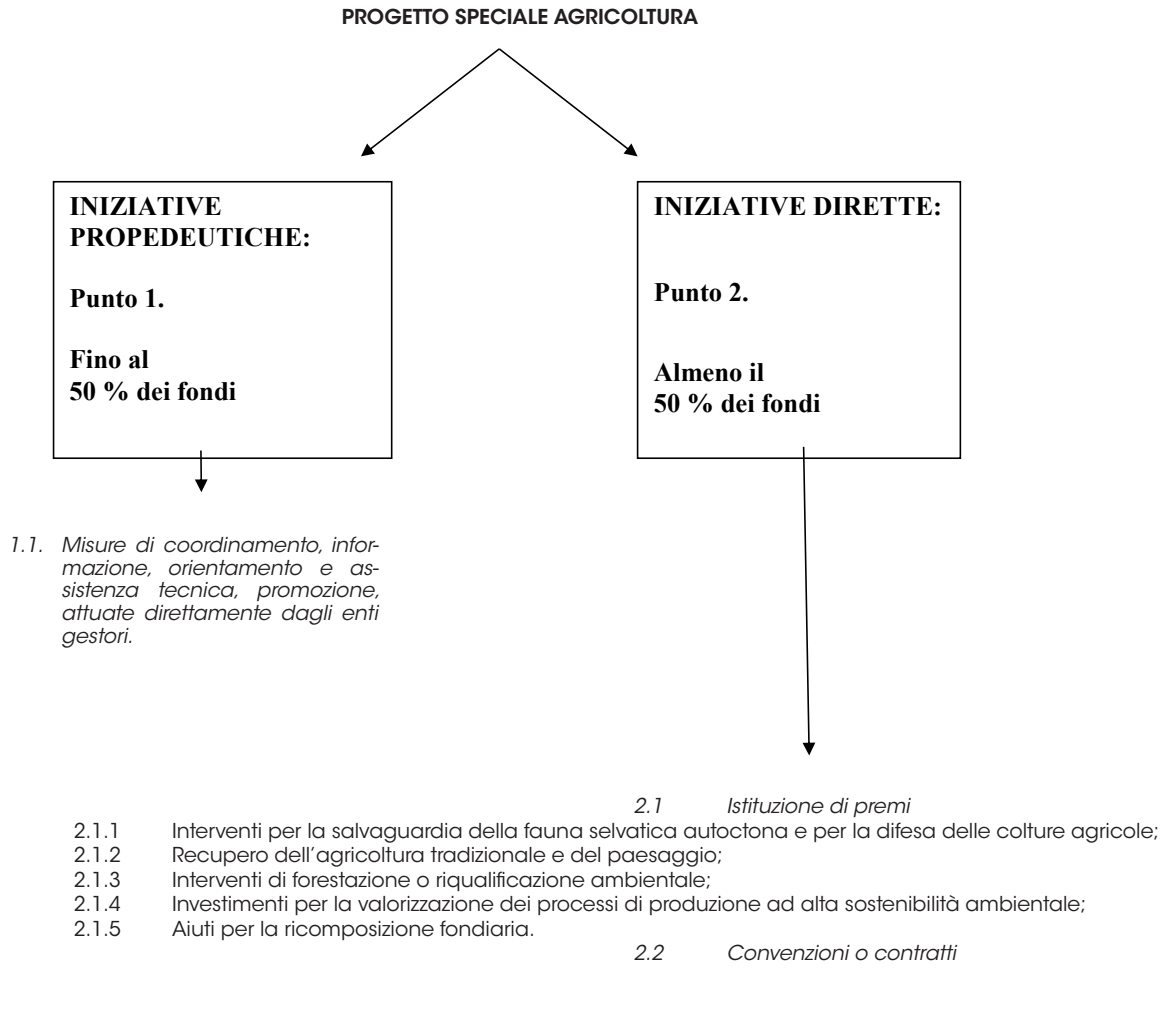 PROGETTO SPECIALE AGRICOLTURA
INIZIATIVE
PROPEDEUTICHE:
Punto 1.
Fino al
50 % dei fondi
INIZIATIVE DIRETTE:
Punto 2.
Almeno il
50 % dei fondi
1.1. Misure di coordinamento, infor-
mazione, orientamento e as-
sistenza tecnica, promozione,
attuate direttamente dagli enti
gestori.
2.1 Istituzione di premi
2.1.1 Interventi per la salvaguardia della fauna selvatica autoctona e per la difesa delle colture agricole;
2.1.2 Recupero dell’agricoltura tradizionale e del paesaggio;
2.1.3 Interventi di forestazione o riqualificazione ambientale;
2.1.4 Investimenti per la valorizzazione dei processi di produzione ad alta sostenibilità ambientale;
2.1.5 Aiuti per la ricomposizione fondiaria.
2.2 Convenzioni o contratti